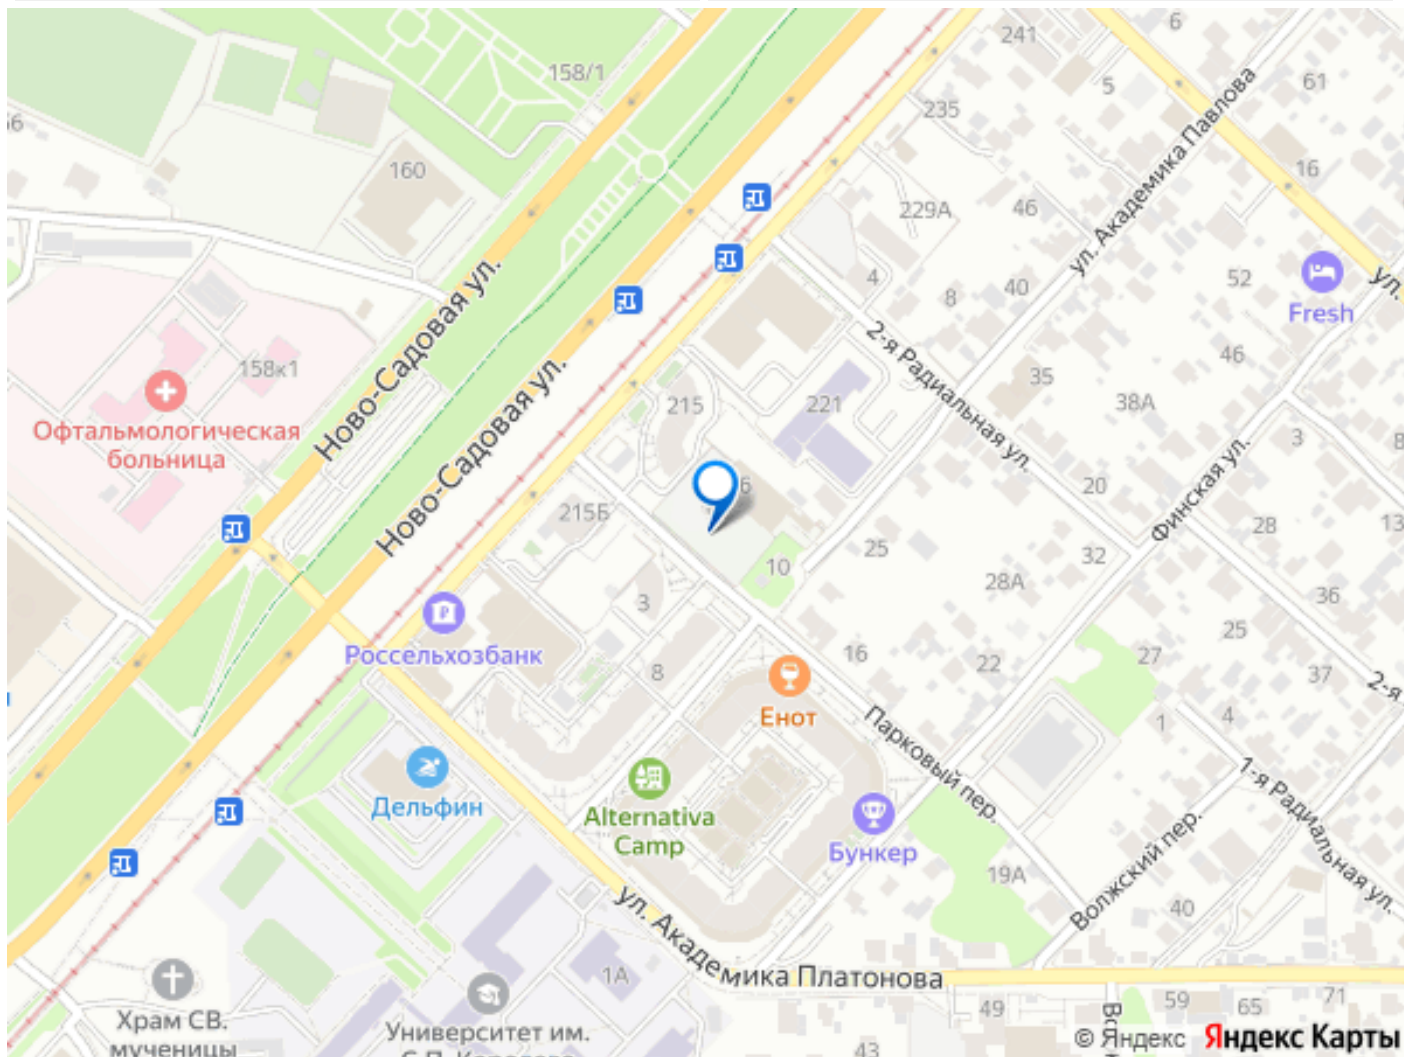 241
6
158/1
5
61
235
ул. Академика Павлова
160
16
229А
46
4
8
40
52
ул.
Fresh
Ново-Садовая ул.
2-я Радиальная ул.
46
158к1
35
38А
Офтальмологическая
больница
Ново-Садовая ул.
215
221
3
8
20
Финская ул.
6
215Б
28
13
25
32
10
28А
3
36
25
Россельхозбанк
16
22
27
37
8
2-я
Енот
Парковый пер.
1
4
1-я Радиальная ул.
Дельфин
Alternativa
Camp
Бункер
Волжский пер.
19А
40
ул. Академика Платонова
1А
Храм СВ.
мученицы
Университет им.
49
59
65
71
43
© Яндекс Яндекс Карты